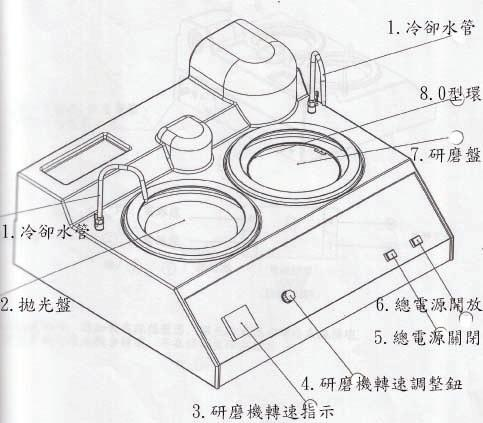 1.冷卻水管
8.O型環
7.研磨盤
1.冷卻水管
2.拋光盤
6.總電源開放
5.總電源關閉
4.研磨機轉速調整鈕
3.研磨機轉速指示